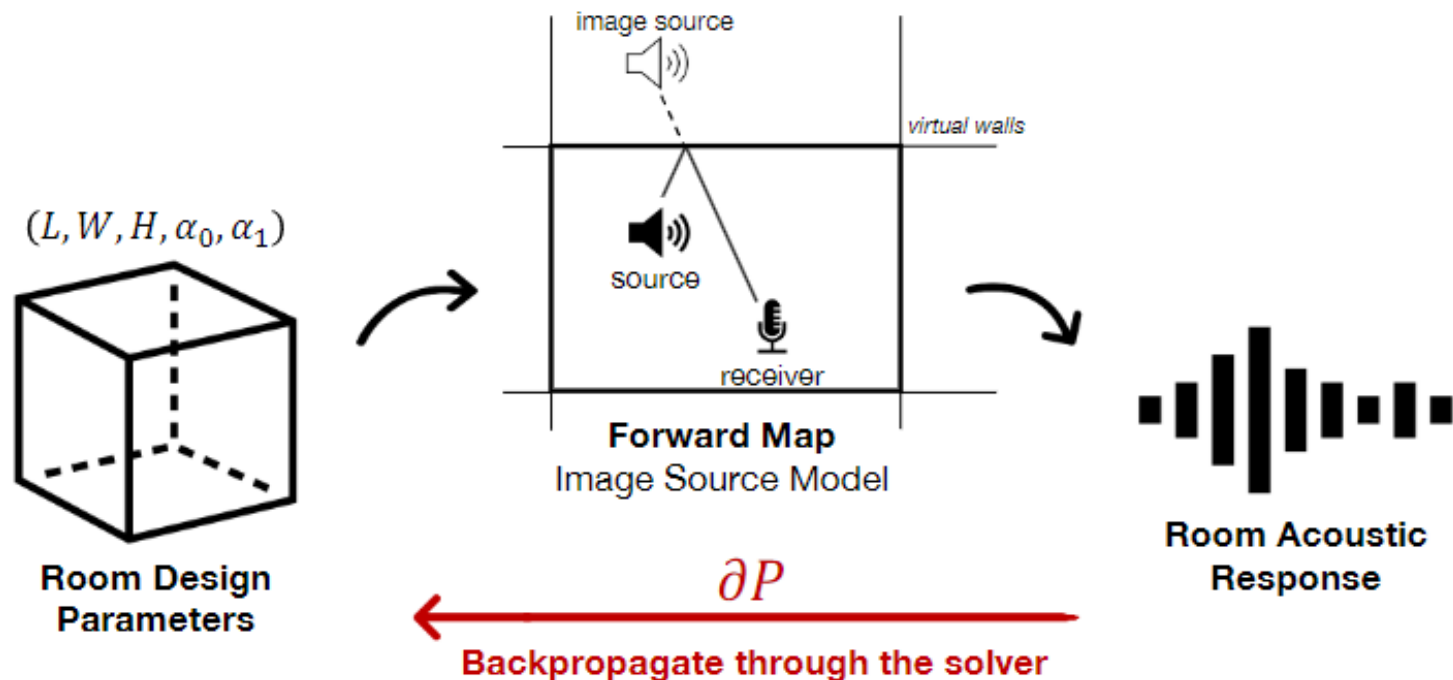 image source
virtual walls
(L, W, H, α₀, α₁)
source
receiver
Forward Map
Image Source Model
Room Design
Parameters
Room Acoustic
Response
∂P
Backpropagate through the solver